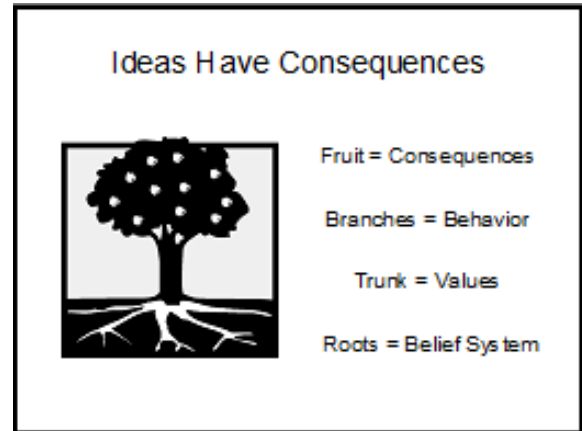 Ideas Have Consequences
Fruit = Consequences
Branches = Behavior
Trunk = Values
Roots = Belief System